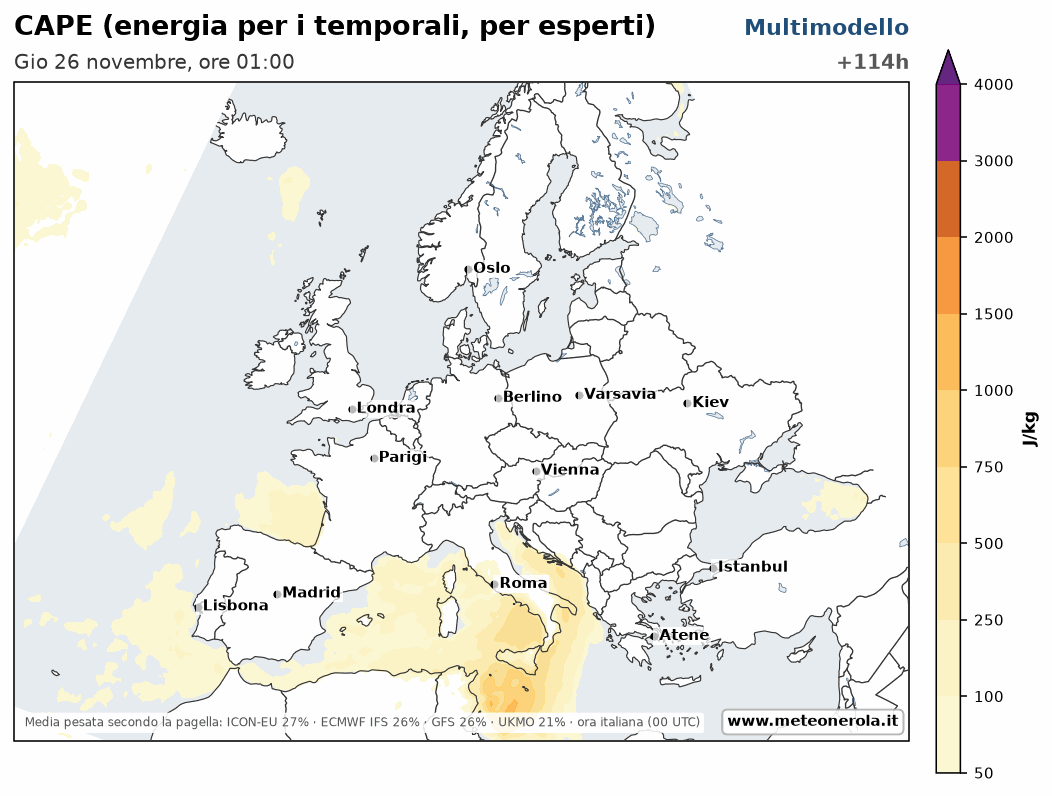 CAPE (energia per i temporali, per esperti)
Multimodello
Gio 26 novembre, ore 01:00
+114h
4000
3000
2000
1500
1000
750
500
250
100
50
J/kg
Oslo
Londra
Berlino
Varsavia
Kiev
Parigi
Vienna
Istanbul
Roma
Madrid
Lisbona
Atene
Media pesata secondo la pagella: ICON-EU 27% · ECMWF IFS 26% · GFS 26% · UKMO 21% · ora italiana (00 UTC)
www.meteonerola.it